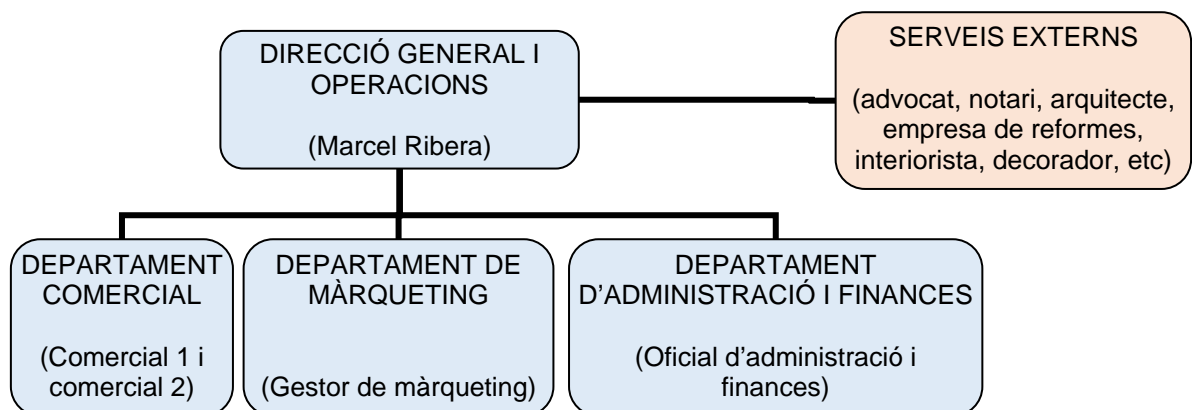 DIRECCIÓ GENERAL I
OPERACIONS
(Marcel Ribera)
SERVEIS EXTERNS
(advocat, notari, arquitecte,
empresa de reformes,
interiorista, decorador, etc)
DEPARTAMENT
COMERCIAL
(Comercial 1 i
comercial 2)
DEPARTAMENT DE
MÀRQUETING
(Gestor de màrqueting)
DEPARTAMENT
D’ADMINISTRACIÓ I FINANCES
(Oficial d’administració i
finances)